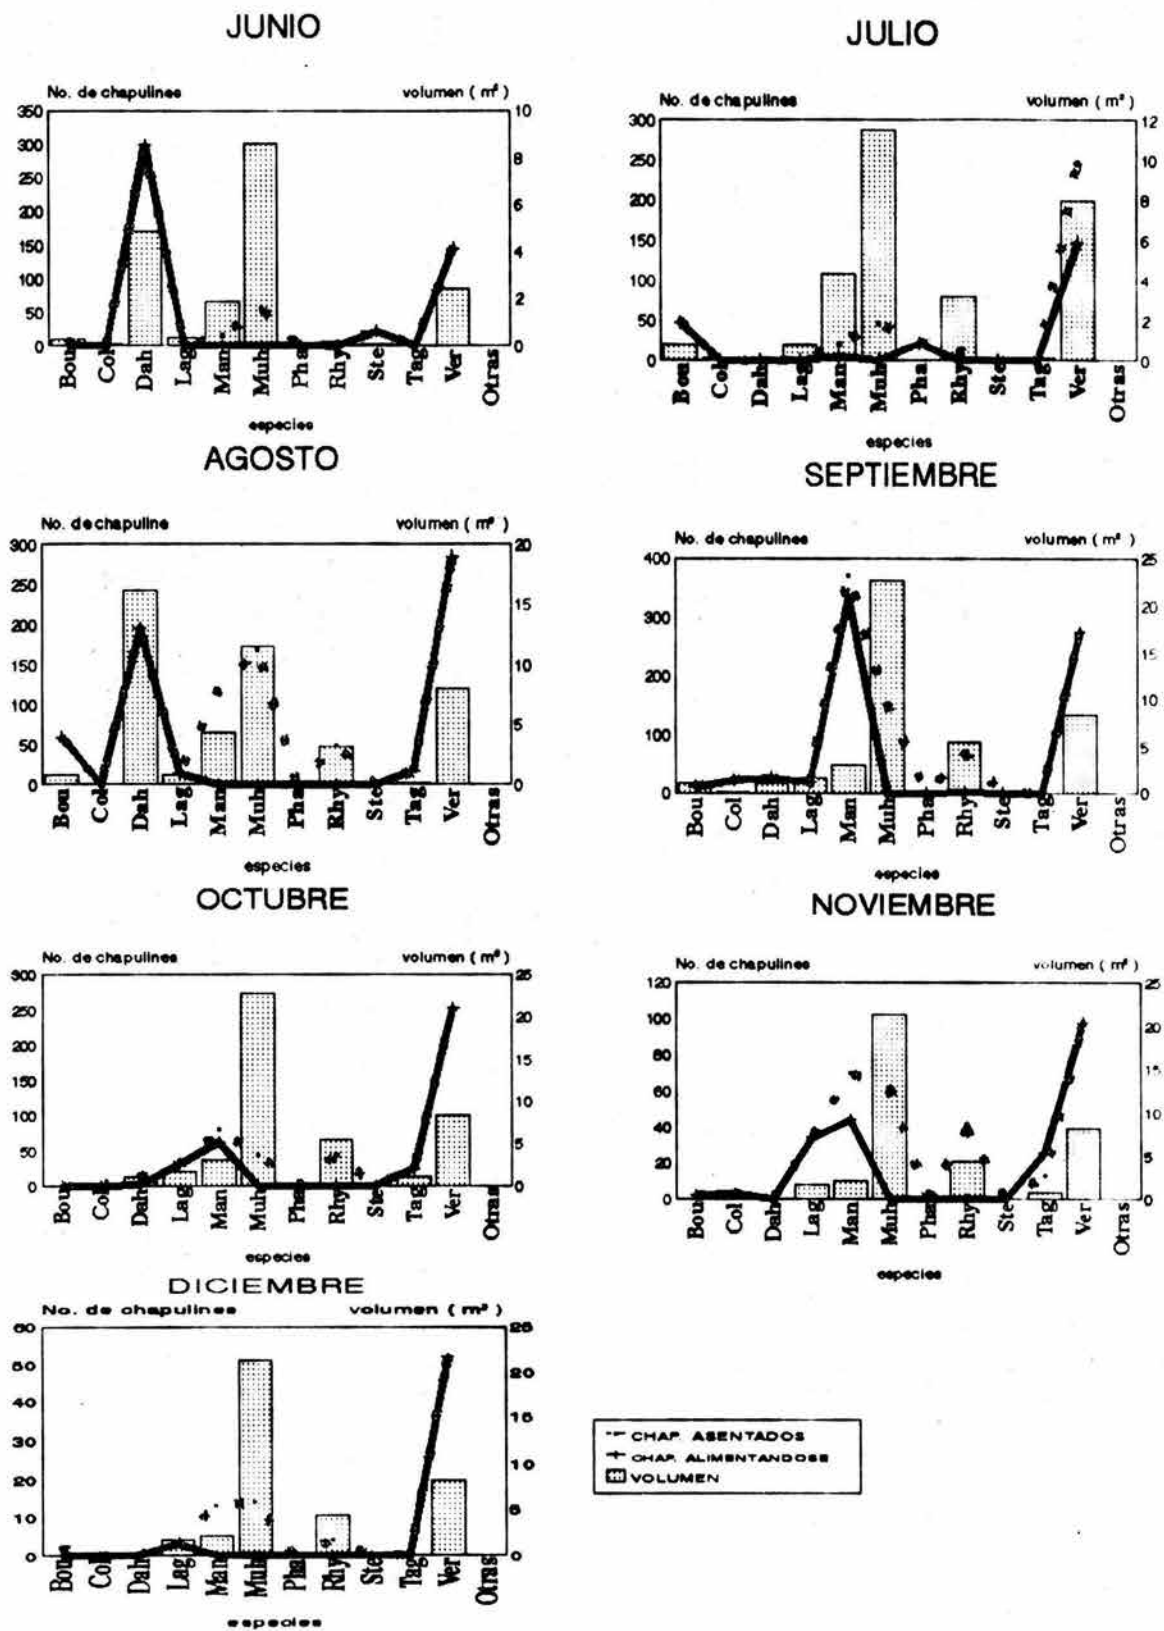 JUNIO
No. de chapulines volumen ( m³ )
350 300 250 200 150 100 50 0
10 8 6 4 2 0
Bou Col Dah Lag Man Muh Pha Rhy Ste Tag Ver Otras
especies
JULIO
No. de chapulines volumen ( m³ )
300 250 200 150 100 50 0
12 10 8 6 4 2 0
Bou Col Dah Lag Man Muh Pha Rhy Ste Tag Ver Otras
especies
AGOSTO
No. de chapuline volumen ( m³ )
300 250 200 150 100 50 0
20 15 10 5 0
Bou Col Dah Lag Man Muh Pha Rhy Ste Tag Ver Otras
especies
SEPTIEMBRE
No. de chapulines volumen ( m³ )
400 300 200 100 0
25 20 15 10 5 0
Bou Col Dah Lag Man Muh Pha Rhy Ste Tag Ver Otras
especies
OCTUBRE
No. de chapulines volumen ( m³ )
300 250 200 150 100 50 0
25 20 15 10 5 0
Bou Col Dah Lag Man Muh Pha Rhy Ste Tag Ver Otras
especies
NOVIEMBRE
No. de chapulines volumen ( m³ )
120 100 80 60 40 20 0
25 20 15 10 5 0
Bou Col Dah Lag Man Muh Pha Rhy Ste Tag Ver Otras
especies
DICIEMBRE
No. de chapulines volumen ( m³ )
60 50 40 30 20 10 0
25 20 15 10 5 0
Bou Col Dah Lag Man Muh Pha Rhy Ste Tag Ver Otras
especies
CHAP. ASENTADOS
CHAP. ALIMENTANDOSE
VOLUMEN